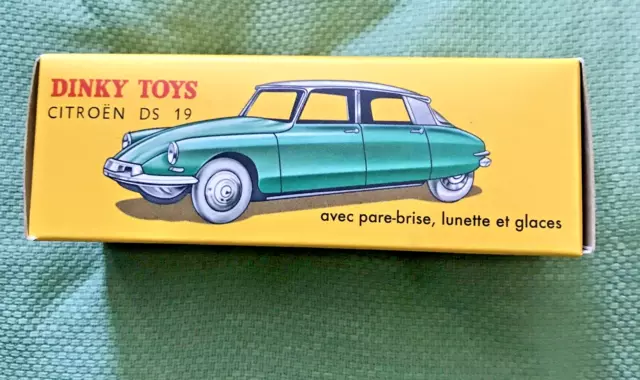 DINKY TOYS
CITROËN DS 19
avec pare-brise, lunette et glaces